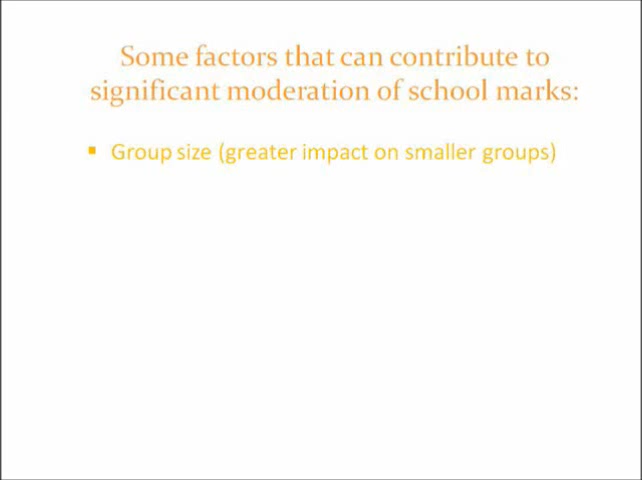 Some factors that can contribute to
significant moderation of school marks:
▪ Group size (greater impact on smaller groups)